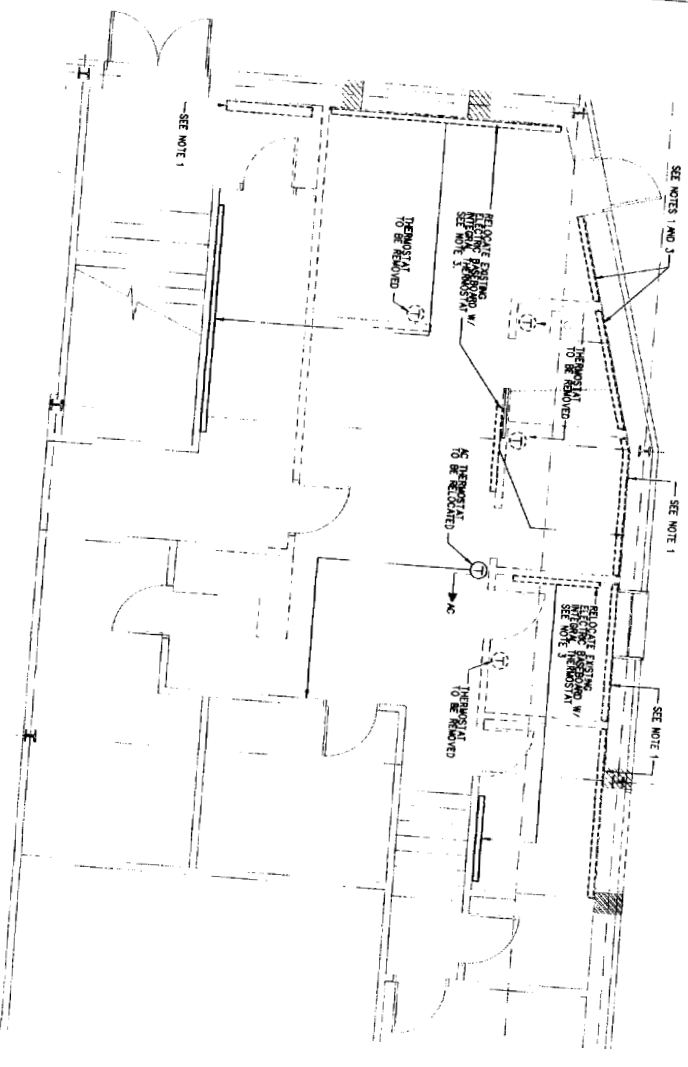 SEE NOTES 1 AND 3
SEE NOTE 1
SEE NOTE 1
THERMOSTAT
TO BE REMOVED
T
RELOCATE EXISTING
ELECTRIC BASEBOARD W/
INTEGRAL THERMOSTAT
SEE NOTE 3
T
RELOCATE EXISTING
ELECTRIC BASEBOARD W/
INTEGRAL THERMOSTAT
SEE NOTE 3.
T
AC THERMOSTAT
TO BE RELOCATED
T
AC
THERMOSTAT
TO BE REMOVED
T
THERMOSTAT
TO BE REMOVED
T
SEE NOTE 1